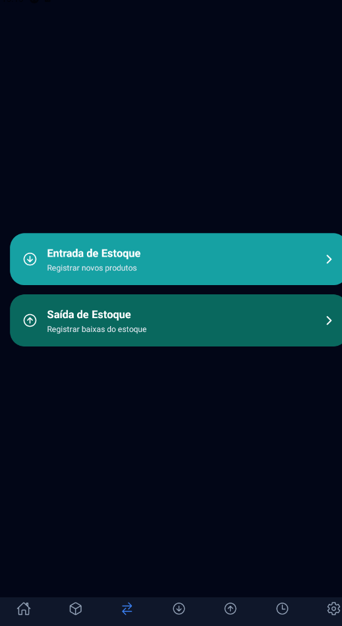 Entrada de Estoque
Registrar novos produtos
Saída de Estoque
Registrar baixas do estoque